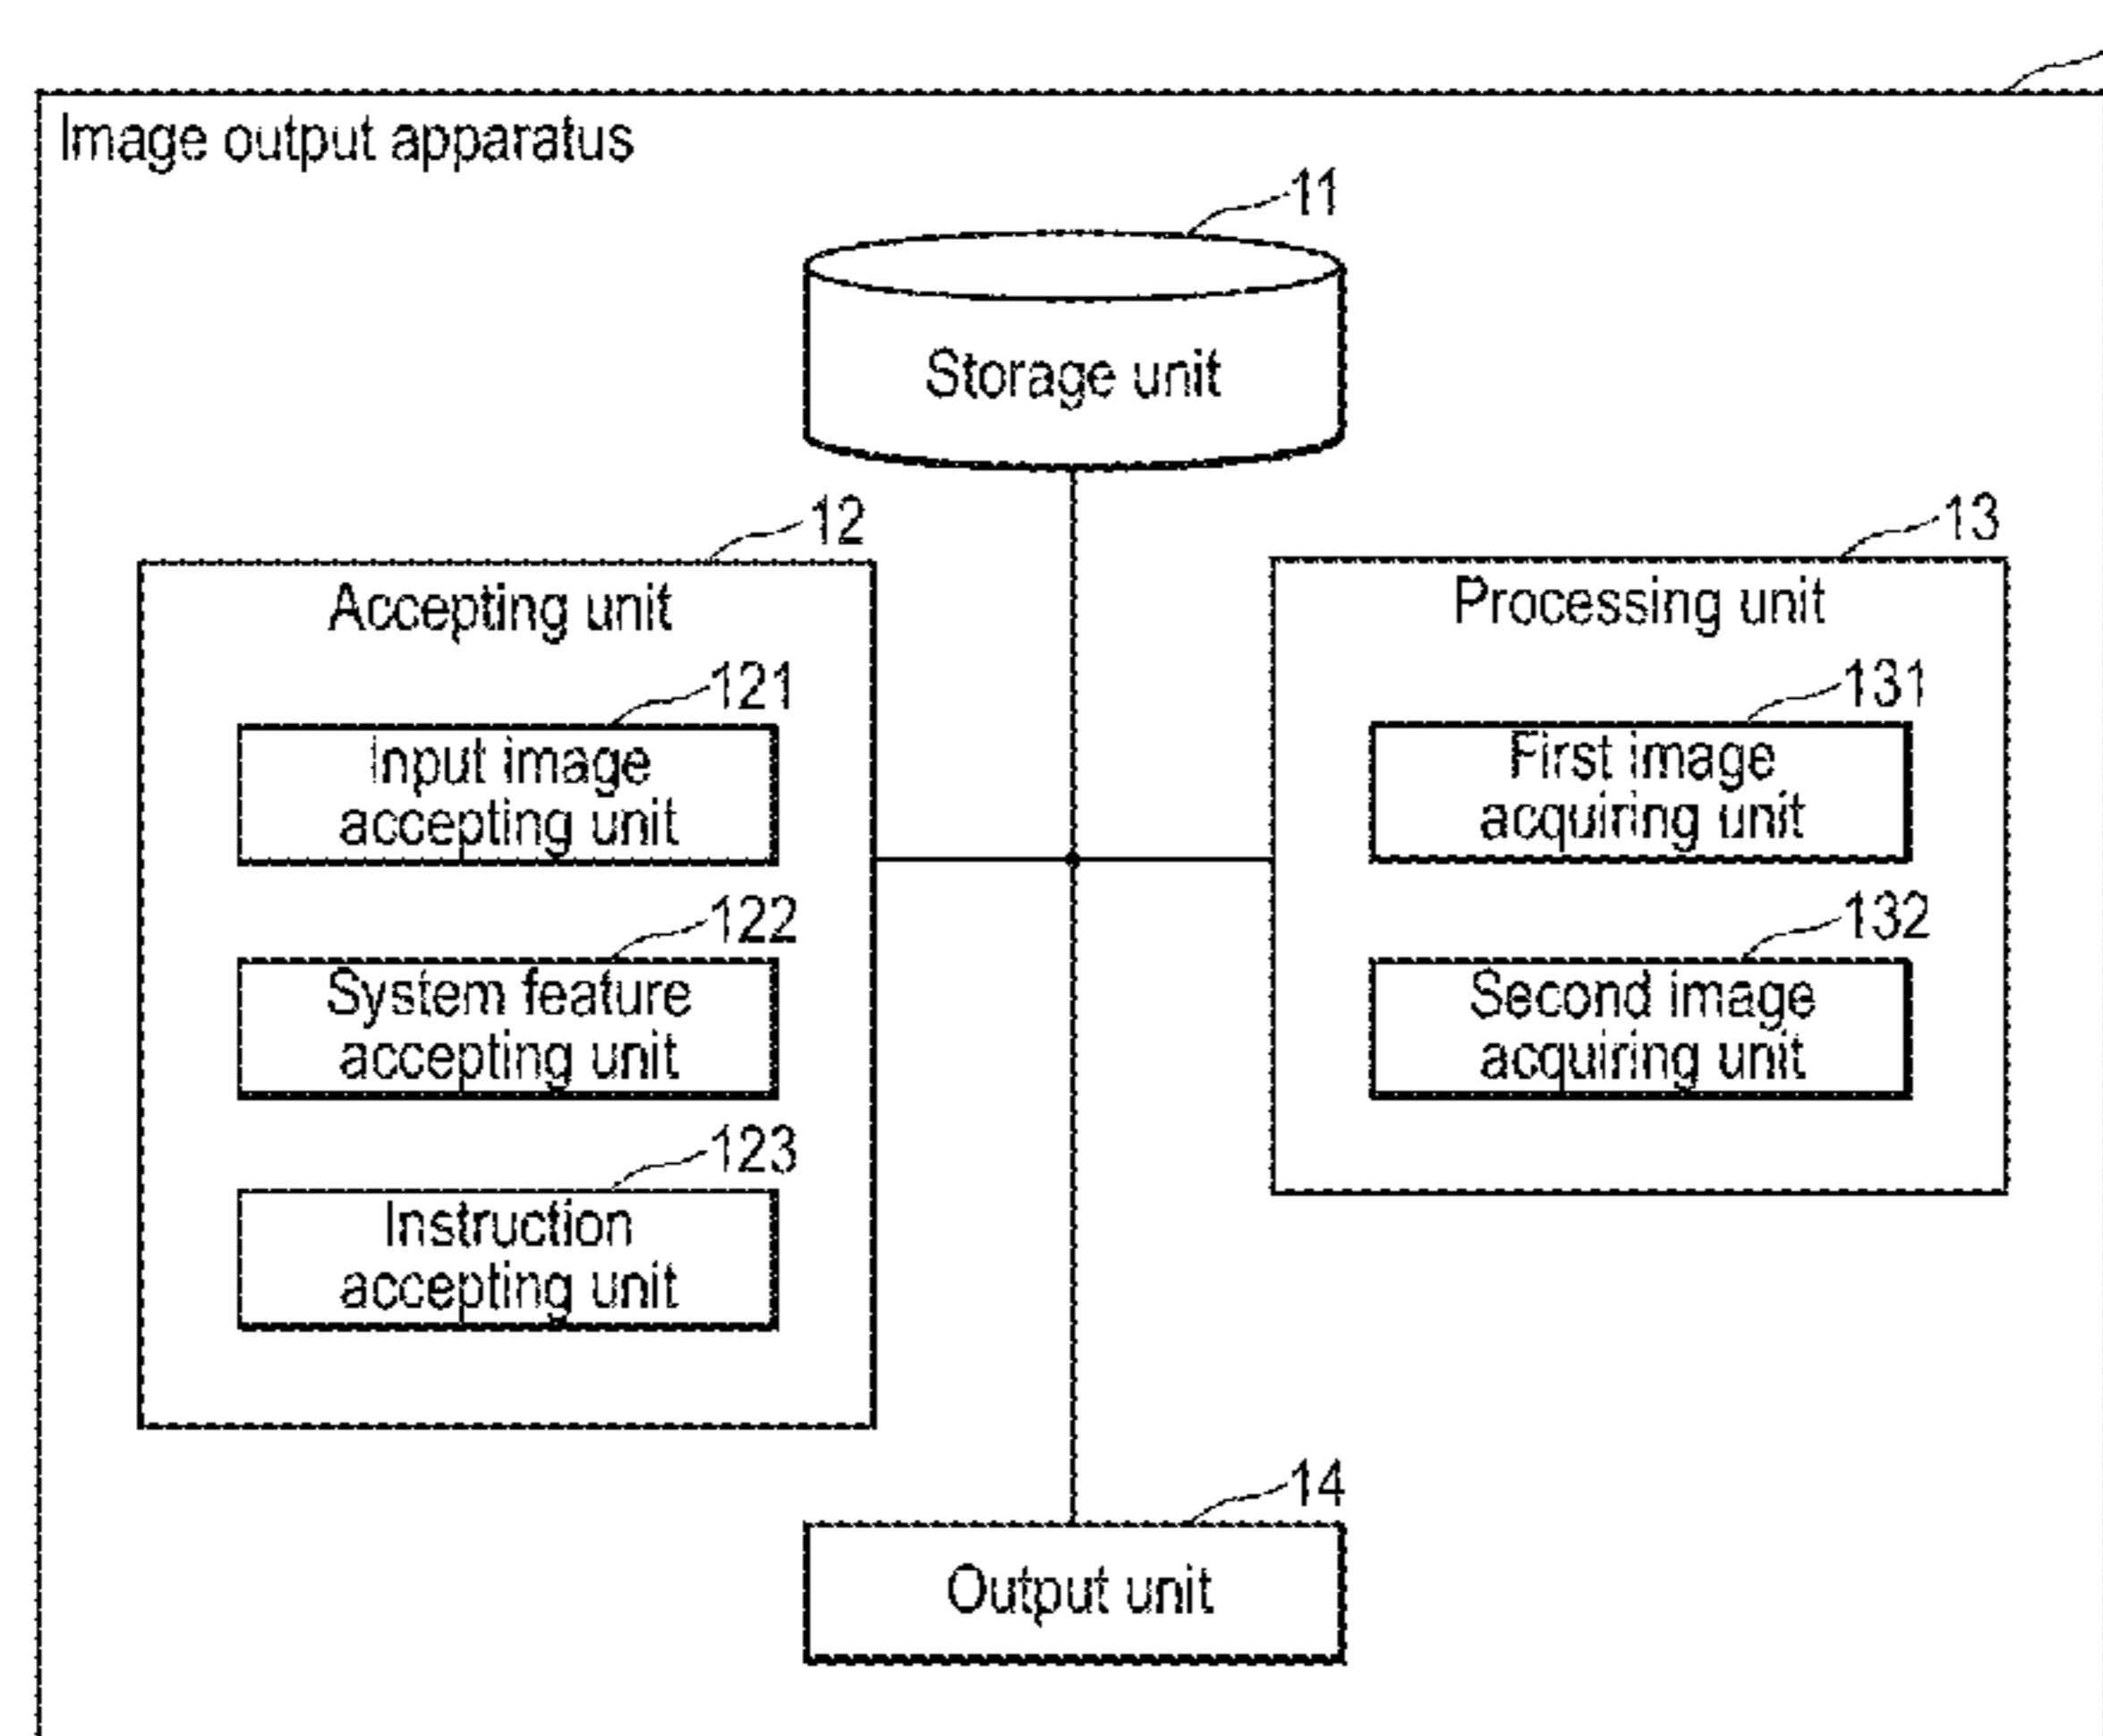 Image output apparatus
11
Storage unit
12
Accepting unit
121
Input image
accepting unit
122
System feature
accepting unit
123
Instruction
accepting unit
13
Processing unit
131
First image
acquiring unit
132
Second image
acquiring unit
14
Output unit